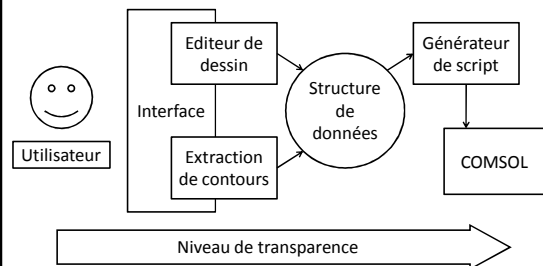 Editeur de
dessin
Générateur
de script
Structure
de
données
Interface
Utilisateur
Extraction
de contours
COMSOL
Niveau de transparence